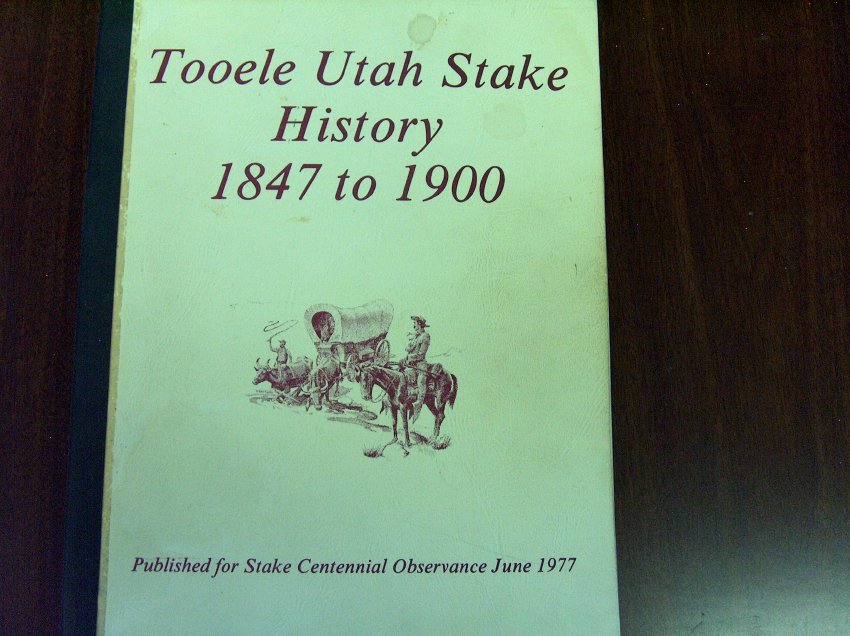 Tooele Utah Stake
History
1847 to 1900
Published for Stake Centennial Observance June 1977